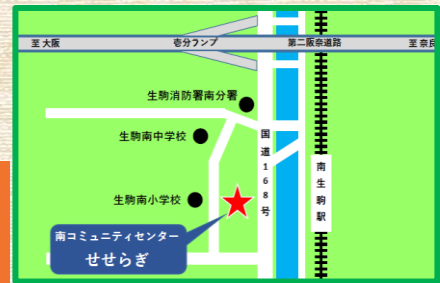 至大阪
壱分ランプ
第二阪奈道路
至奈良
生駒消防署南分署
国道168号
生駒南中学校
南生駒駅
生駒南小学校
南コミュニティセンター
せせらぎ